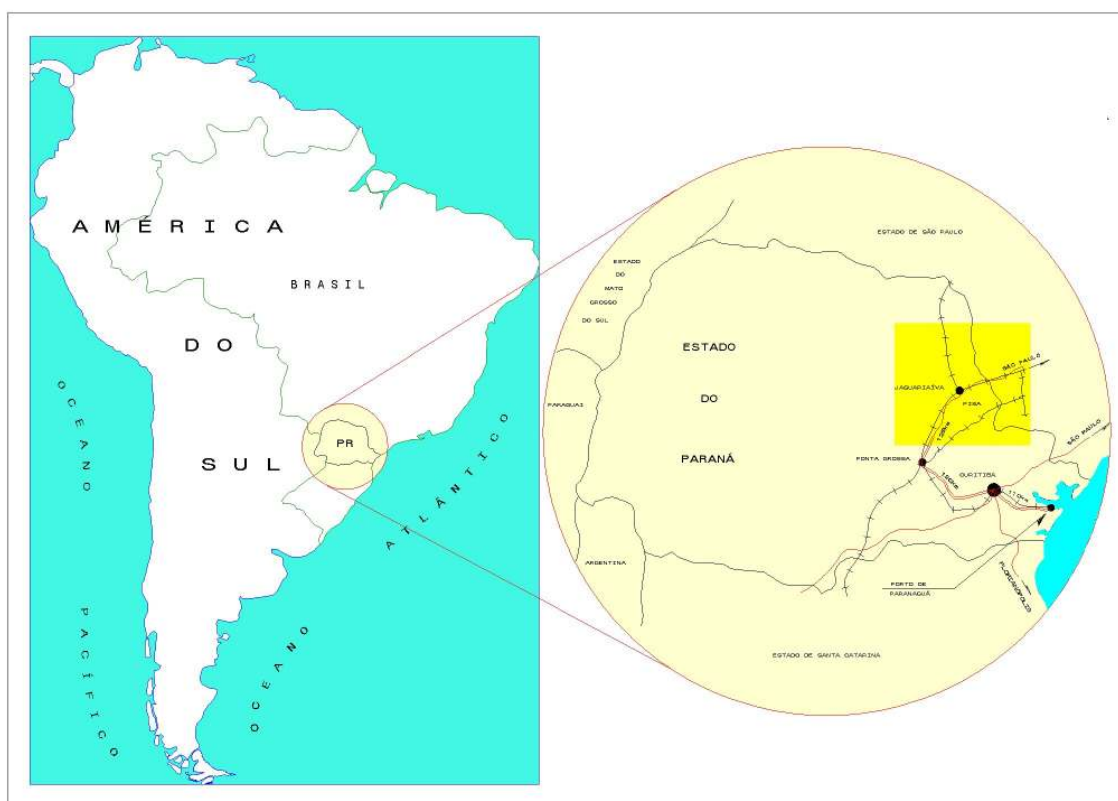 AMÉRICA
BRASIL
DO
SUL
PR
OCEANO
PACÍFICO
OCEANO
ATLÂNTICO
ESTADO DE SÃO PAULO
ESTADO
DO
MATO
GROSSO
DO SUL
ESTADO
DO
PARANÁ
PARAGUAI
ARGENTINA
JAGUARIAÍVA
PISA
SÃO PAULO
SÃO PAULO
PONTA GROSSA
CURITIBA
110Km
PORTO DE
PARANAGUÁ
FLORIANÓPOLIS
ESTADO DE SANTA CATARINA